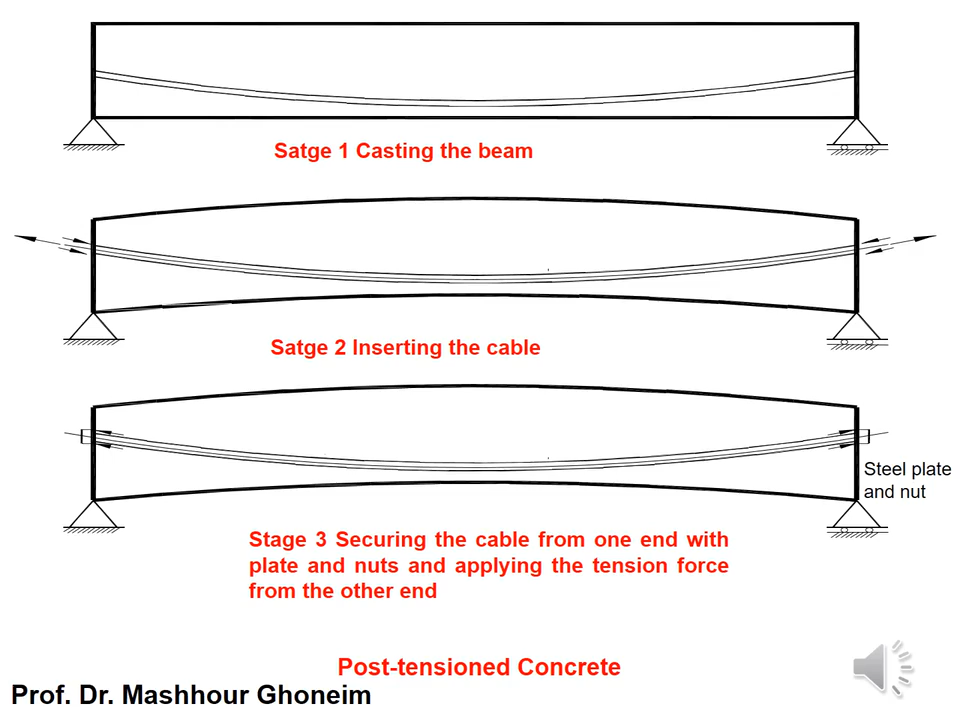 Satge 1 Casting the beam
Satge 2 Inserting the cable
Steel plate
and nut
Stage 3 Securing the cable from one end with
plate and nuts and applying the tension force
from the other end
Post-tensioned Concrete
Prof. Dr. Mashhour Ghoneim